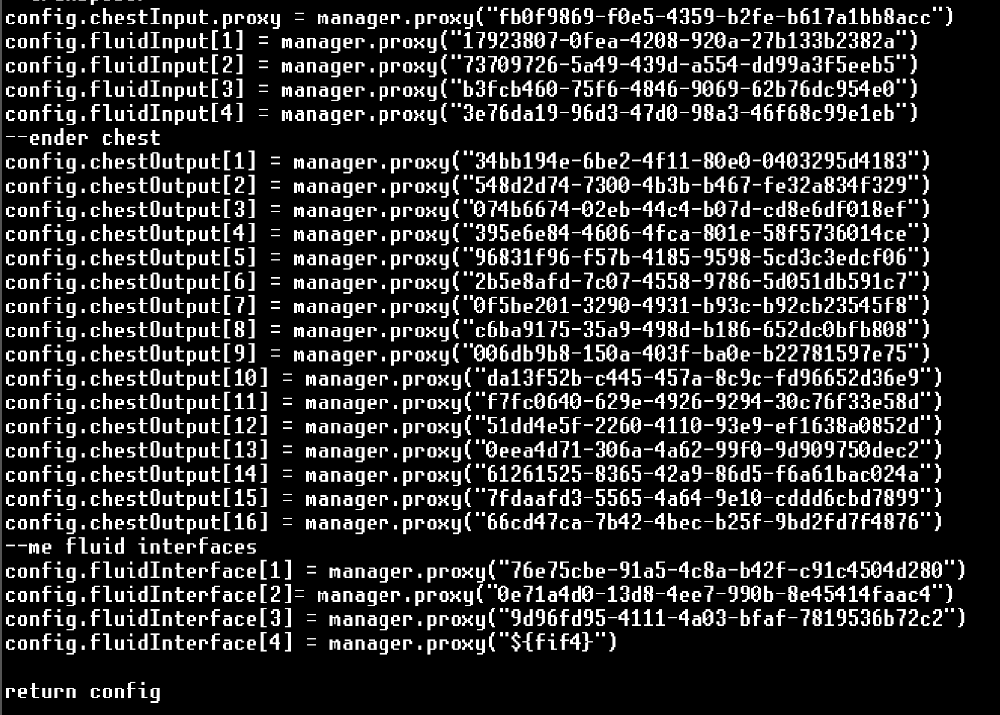 config.chestInput.proxy = manager.proxy("fb0f9869-f0e5-4359-b2fe-b617a1bb8acc")
config.fluidInput[1] = manager.proxy("17923807-0fea-4208-920a-27b133b2382a")
config.fluidInput[2] = manager.proxy("73709726-5a49-439d-a554-dd99a3f5eeb5")
config.fluidInput[3] = manager.proxy("b3fcb460-75f6-4846-9069-62b76dc954e0")
config.fluidInput[4] = manager.proxy("3e76da19-96d3-47d0-98a3-46f68c99e1eb")
--ender chest
config.chestOutput[1] = manager.proxy("34bb194e-6be2-4f11-80e0-0403295d4183")
config.chestOutput[2] = manager.proxy("548d2d74-7300-4b3b-b467-fe32a834f329")
config.chestOutput[3] = manager.proxy("074b6674-02eb-44c4-b07d-cd8e6df018ef")
config.chestOutput[4] = manager.proxy("395e6e84-4606-4fca-801e-58f5736014ce")
config.chestOutput[5] = manager.proxy("96831f96-f57b-4185-9598-5cd3c3edcf06")
config.chestOutput[6] = manager.proxy("2b5e8afd-7c07-4558-9786-5d051db591c7")
config.chestOutput[7] = manager.proxy("0f5be201-3290-4931-b93c-b92cb23545f8")
config.chestOutput[8] = manager.proxy("c6ba9175-35a9-498d-b186-652dc0bfb808")
config.chestOutput[9] = manager.proxy("006db9b8-150a-403f-ba0e-b22781597e75")
config.chestOutput[10] = manager.proxy("da13f52b-c445-457a-8c9c-fd96652d36e9")
config.chestOutput[11] = manager.proxy("f7fc0640-629e-4926-9294-30c76f33e58d")
config.chestOutput[12] = manager.proxy("51dd4e5f-2260-4110-93e9-ef1638a0852d")
config.chestOutput[13] = manager.proxy("0eea4d71-306a-4a62-99f0-9d909750dec2")
config.chestOutput[14] = manager.proxy("61261525-8365-42a9-86d5-f6a61bac024a")
config.chestOutput[15] = manager.proxy("7fdaafd3-5565-4a64-9e10-cddd6cbd7899")
config.chestOutput[16] = manager.proxy("66cd47ca-7b42-4bec-b25f-9bd2fd7f4876")
--me fluid interfaces
config.fluidInterface[1] = manager.proxy("76e75cbe-91a5-4c8a-b42f-c91c4504d280")
config.fluidInterface[2]= manager.proxy("0e71a4d0-13d8-4ee7-990b-8e45414faac4")
config.fluidInterface[3] = manager.proxy("9d96fd95-4111-4a03-bfaf-7819536b72c2")
config.fluidInterface[4] = manager.proxy("${fif4}")
return config